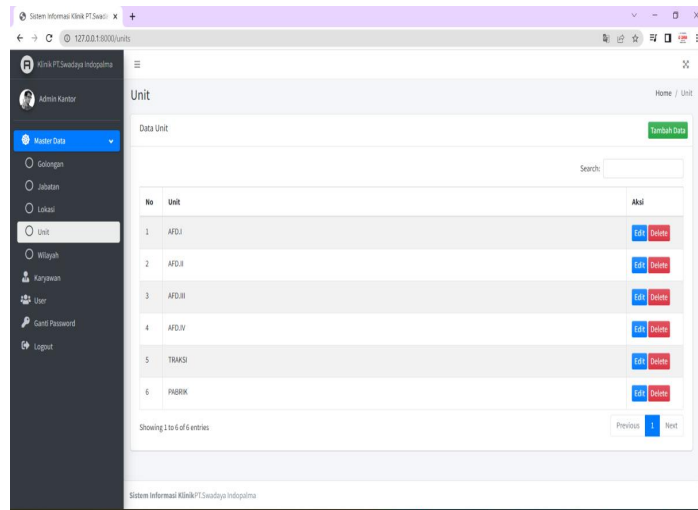 Sistem Informasi Klinik PT.Swada
127.0.0.1:8000/units
Klinik PT.Swadaya Indopalma
Admin Kantor
Master Data
Golongan
Jabatan
Lokasi
Unit
Wilayah
Karyawan
User
Ganti Password
Logout
Unit
Home / Unit
Data Unit
Tambah Data
Search:
No Unit Aksi
1 AFD.I Edit Delete
2 AFD.II Edit Delete
3 AFD.III Edit Delete
4 AFD.IV Edit Delete
5 TRAKSI Edit Delete
6 PABRIK Edit Delete
Showing 1 to 6 of 6 entries
Previous 1 Next
Sistem Informasi Klinik PT.Swadaya Indopalma